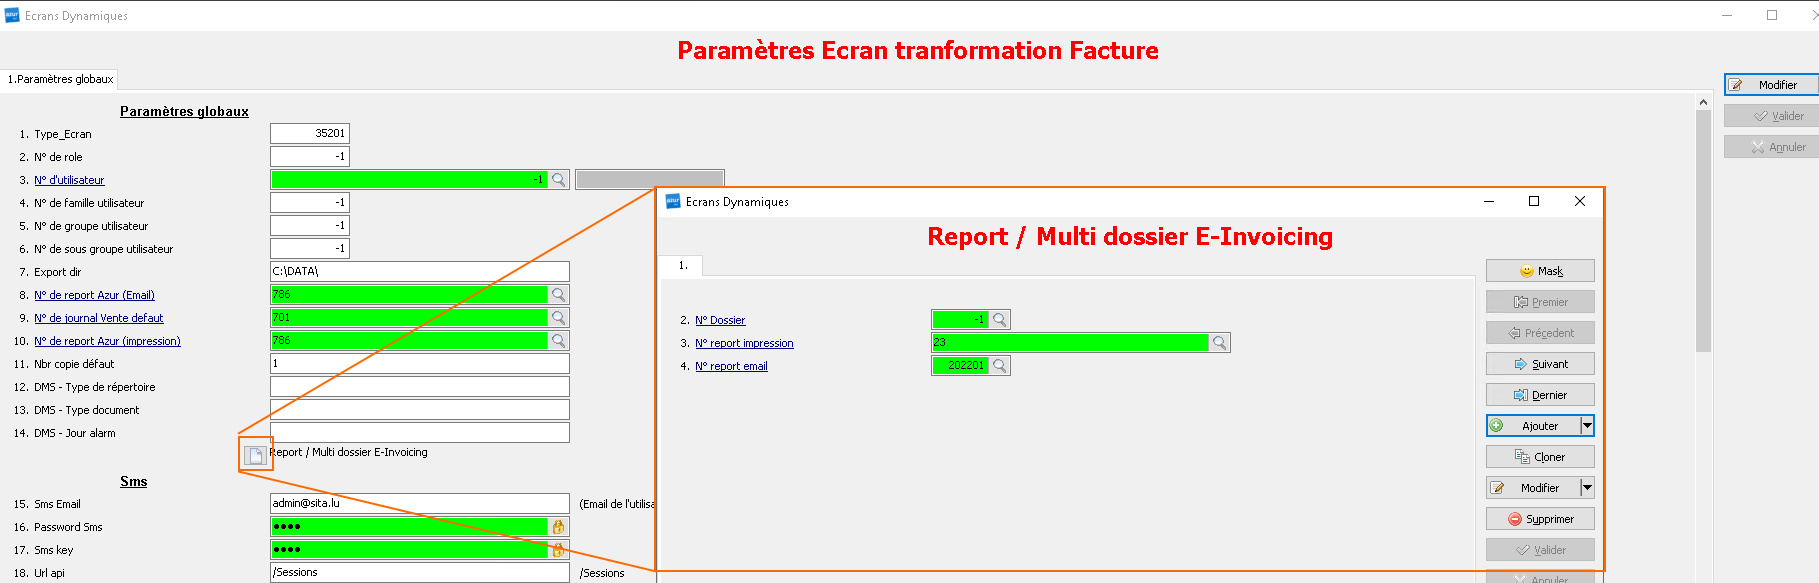 Ecrans Dynamiques
Paramètres Ecran tranformation Facture
1.Paramètres globaux
Modifier
Valider
Annuler
Paramètres globaux
1. Type_Ecran 35201
2. N° de role -1
3. N° d'utilisateur -1
4. N° de famille utilisateur -1
5. N° de groupe utilisateur -1
6. N° de sous groupe utilisateur -1
7. Export dir C:\DATA\
8. N° de report Azur (Email) 786
9. N° de journal Vente defaut 701
10. N° de report Azur (impression) 786
11. Nbr copie défaut 1
12. DMS - Type de répertoire
13. DMS - Type document
14. DMS - Jour alarm
Report / Multi dossier E-Invoicing
Sms
15. Sms Email admin@sita.lu (Email de l'utilisa
16. Password Sms ●●●●
17. Sms key ●●●●
18. Url api /Sessions /Sessions
Ecrans Dynamiques
Report / Multi dossier E-Invoicing
1.
2. N° Dossier -1
3. N° report impression 23
4. N° report email 202201
Mask
Premier
Précedent
Suivant
Dernier
Ajouter
Cloner
Modifier
Supprimer
Valider
Annuler